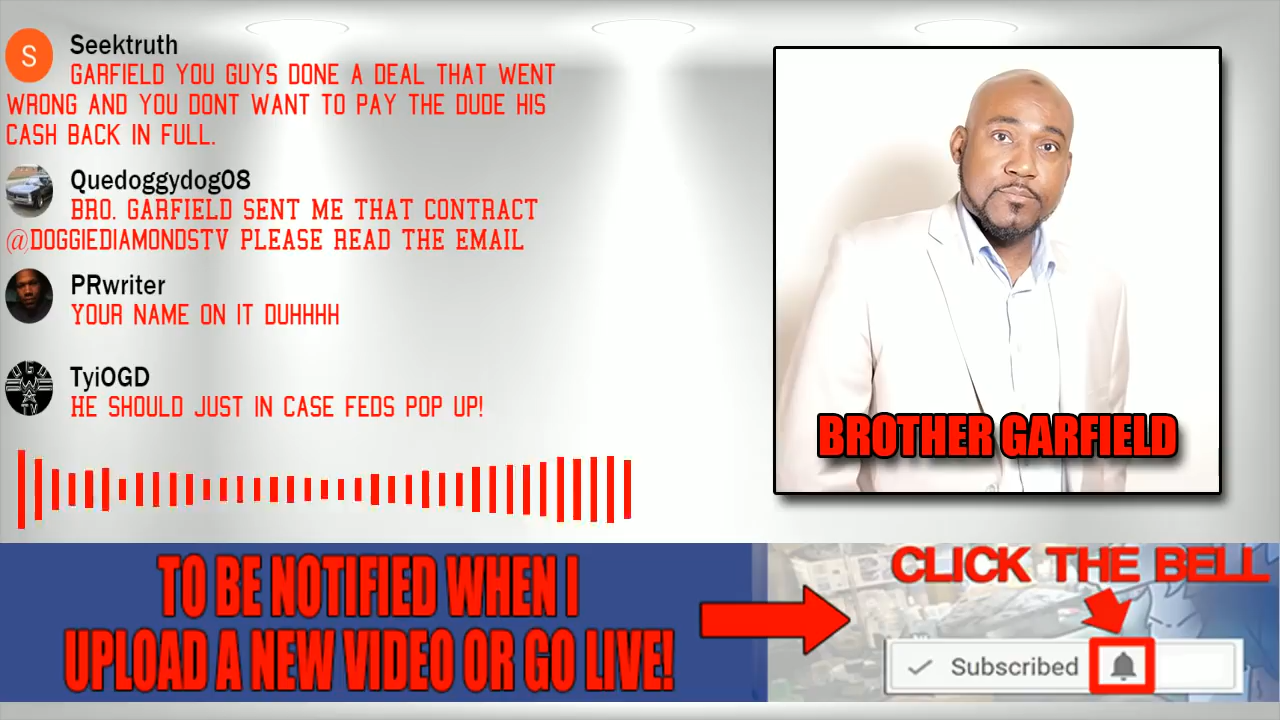 S
Seektruth
GARFIELD YOU GUYS DONE A DEAL THAT WENT
WRONG AND YOU DONT WANT TO PAY THE DUDE HIS
CASH BACK IN FULL.
Quedoggydog08
BRO. GARFIELD SENT ME THAT CONTRACT
@DOGGIEDIAMONDSTV PLEASE READ THE EMAIL
PRwriter
YOUR NAME ON IT DUHHHH
TyiOGD
HE SHOULD JUST IN CASE FEDS POP UP!
BROTHER GARFIELD
TO BE NOTIFIED WHEN I
UPLOAD A NEW VIDEO OR GO LIVE!
CLICK THE BELL
Subscribed